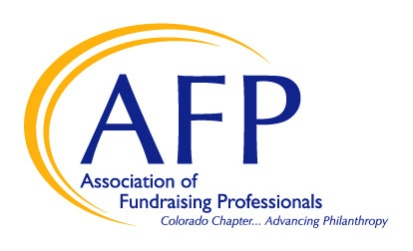 AFP
Association of
Fundraising Professionals
Colorado Chapter... Advancing Philanthropy